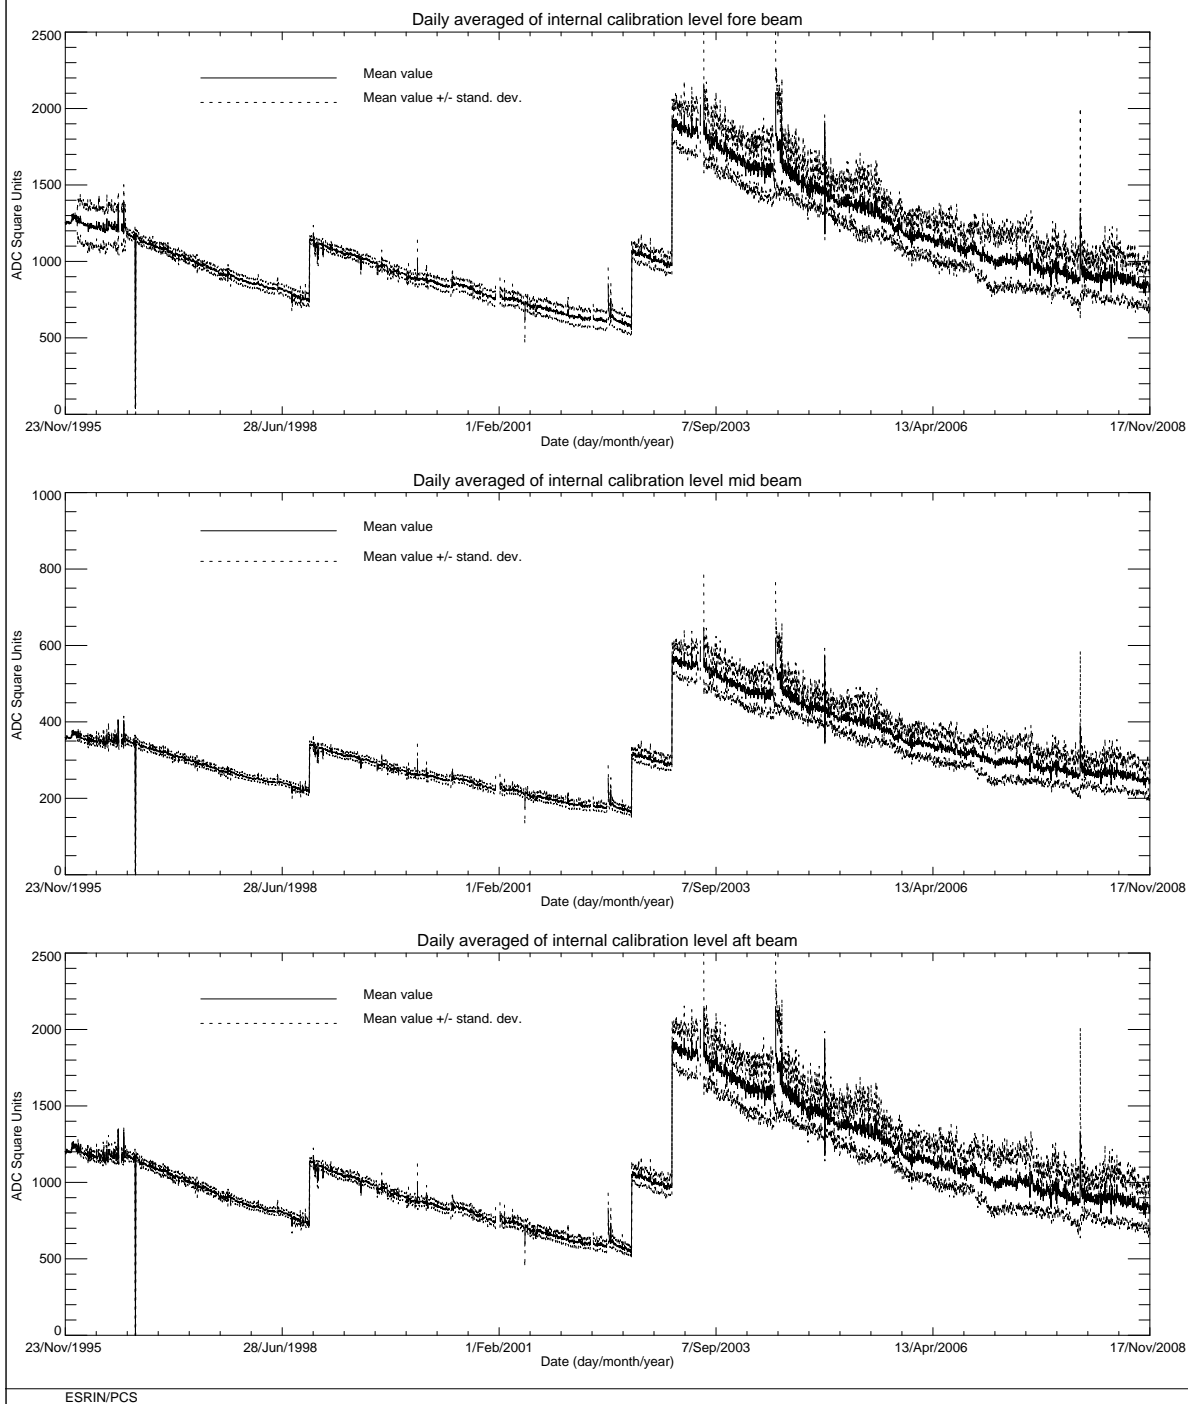 Daily averaged of internal calibration level fore beam
2500
2000
1500
1000
500
0
ADC Square Units
Mean value
Mean value +/- stand. dev.
23/Nov/1995 28/Jun/1998 1/Feb/2001 7/Sep/2003 13/Apr/2006 17/Nov/2008
Date (day/month/year)
Daily averaged of internal calibration level mid beam
1000
800
600
400
200
0
ADC Square Units
Mean value
Mean value +/- stand. dev.
23/Nov/1995 28/Jun/1998 1/Feb/2001 7/Sep/2003 13/Apr/2006 17/Nov/2008
Date (day/month/year)
Daily averaged of internal calibration level aft beam
2500
2000
1500
1000
500
0
ADC Square Units
Mean value
Mean value +/- stand. dev.
23/Nov/1995 28/Jun/1998 1/Feb/2001 7/Sep/2003 13/Apr/2006 17/Nov/2008
Date (day/month/year)
ESRIN/PCS